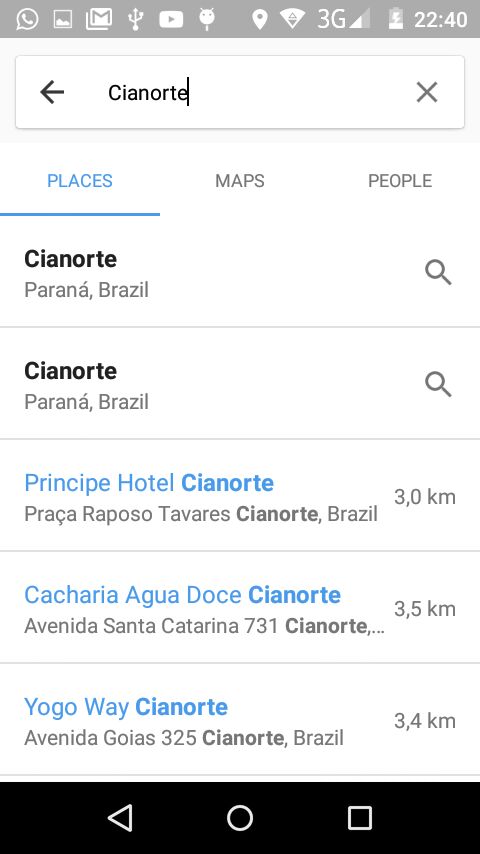 3G 22:40
Cianorte
PLACES MAPS PEOPLE
Cianorte
Paraná, Brazil
Cianorte
Paraná, Brazil
Principe Hotel Cianorte
Praça Raposo Tavares Cianorte, Brazil 3,0 km
Cacharia Agua Doce Cianorte
Avenida Santa Catarina 731 Cianorte,... 3,5 km
Yogo Way Cianorte
Avenida Goias 325 Cianorte, Brazil 3,4 km